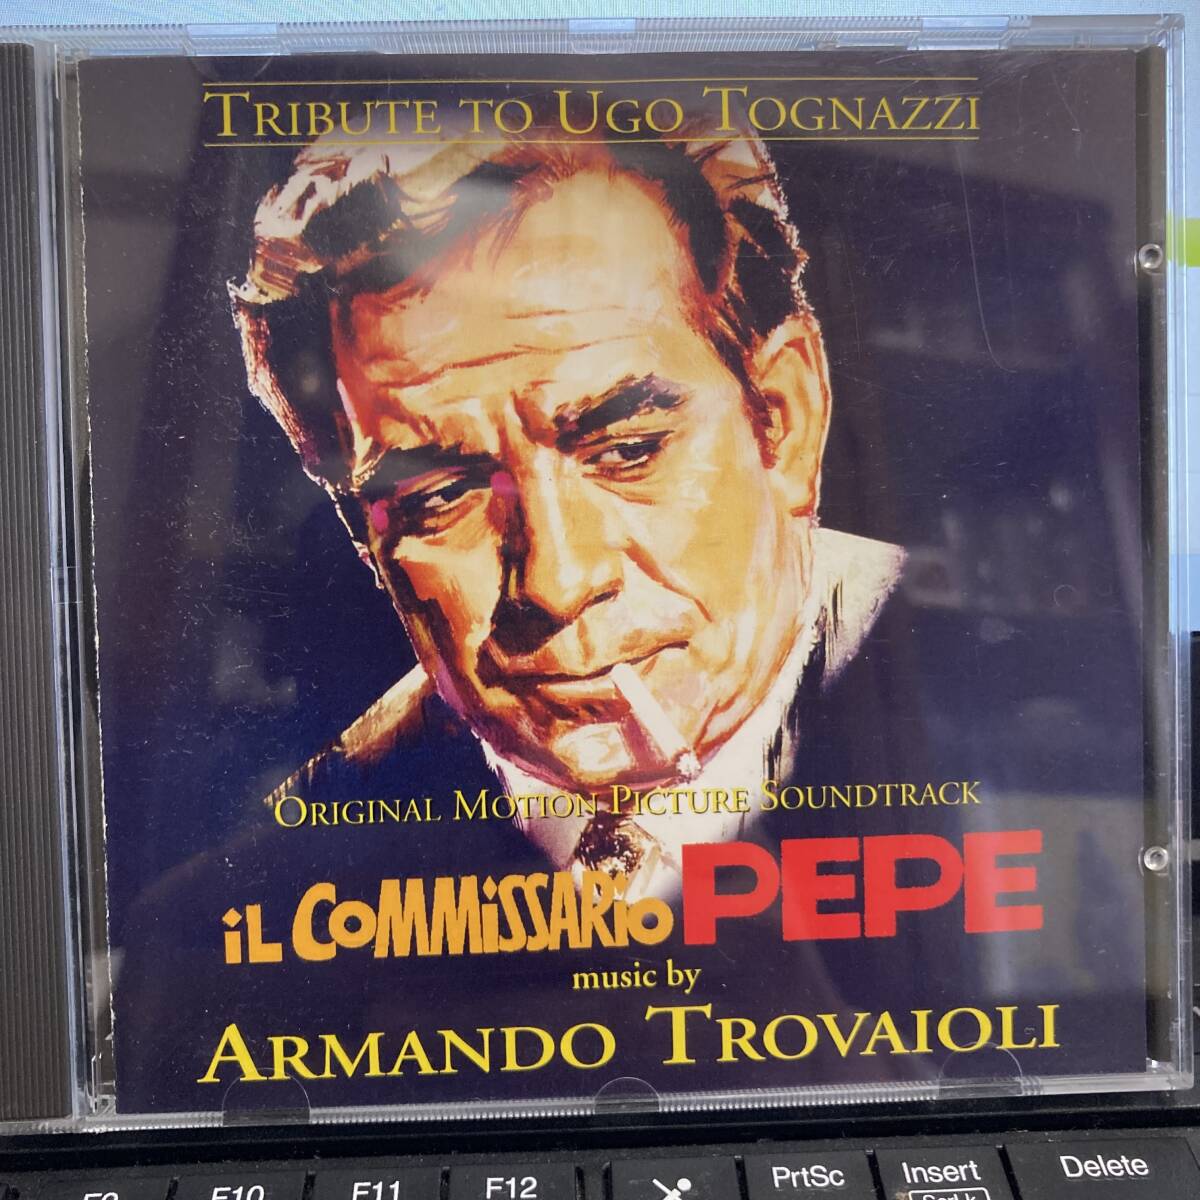 TRIBUTE TO UGO TOGNAZZI
ORIGINAL MOTION PICTURE SOUNDTRACK
iL COMMiSSARio PEPE
music by
ARMANDO TROVAIOLI
F10
F11
F12
PrtSc
Insert
Delete